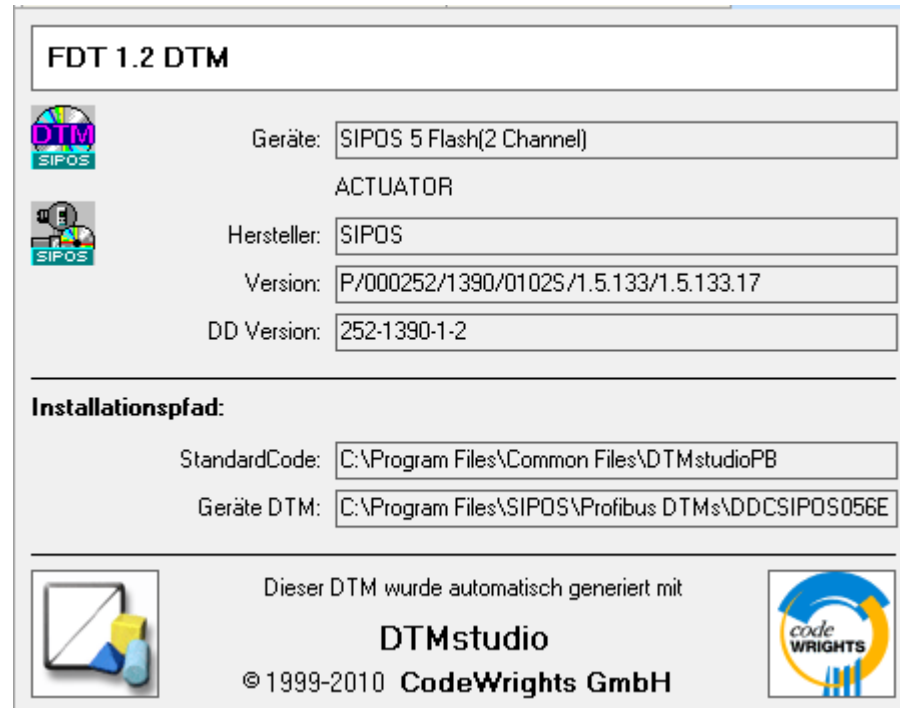 FDT 1.2 DTM
DTM
SIPOS
Geräte: SIPOS 5 Flash(2 Channel)
ACTUATOR
SIPOS
Hersteller: SIPOS
Version: P/000252/1390/0102S/1.5.133/1.5.133.17
DD Version: 252-1390-1-2
Installationspfad:
StandardCode: C:\Program Files\Common Files\DTMstudioPB
Geräte DTM: C:\Program Files\SIPOS\Profibus DTMs\DDCSIPOS056E
Dieser DTM wurde automatisch generiert mit
DTMstudio
©1999-2010 CodeWrights GmbH
code
WRIGHTS